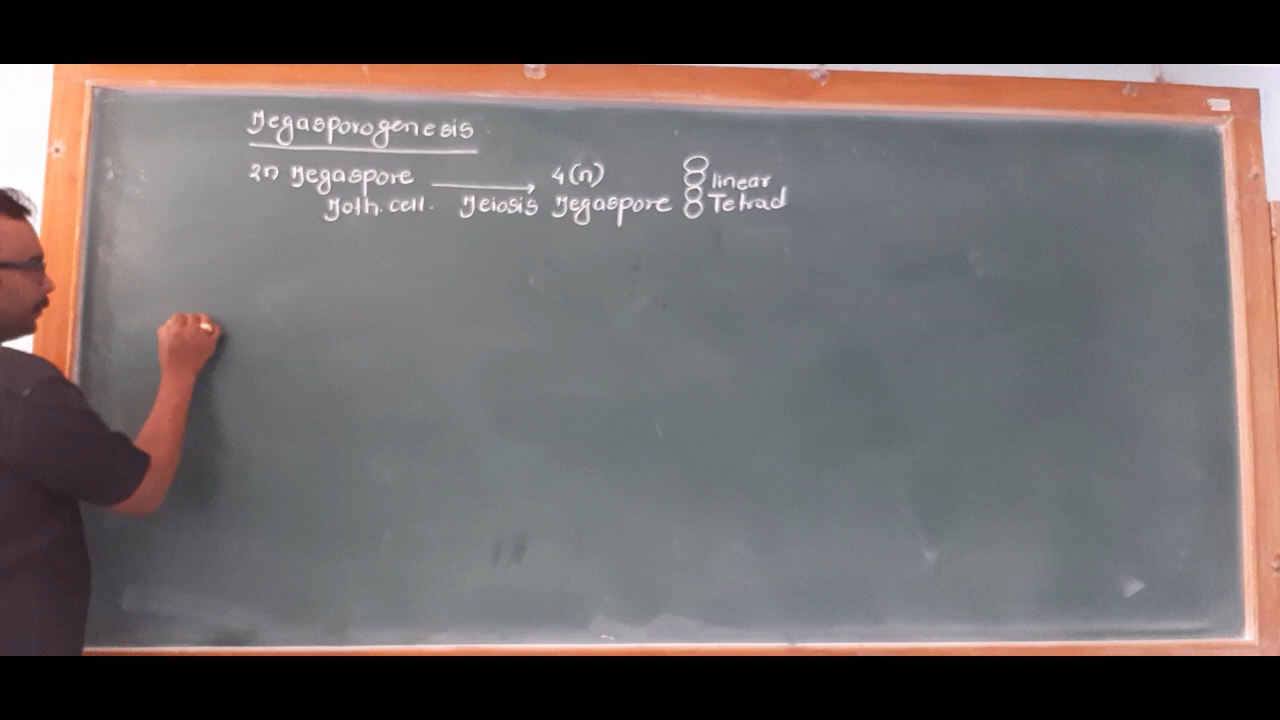 Megasporogenesis
2n Megaspore ⟶ 4(n) linear
Moth. cell. Meiosis Megaspore Tetrad